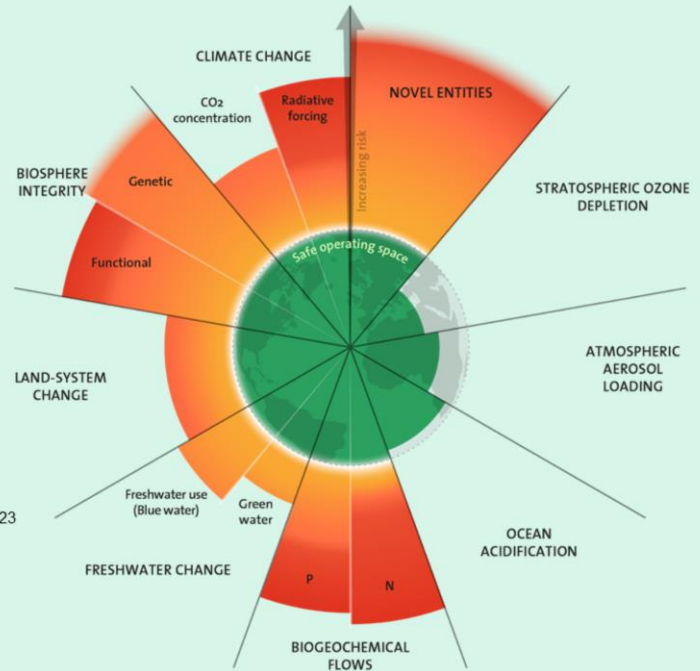 CLIMATE CHANGE
CO2
concentration
Radiative
forcing
NOVEL ENTITIES
Increasing risk
BIOSPHERE
INTEGRITY
Genetic
STRATOSPHERIC OZONE
DEPLETION
Functional
Safe operating space
LAND-SYSTEM
CHANGE
ATMOSPHERIC
AEROSOL
LOADING
Freshwater use
(Blue water)
Green
water
23
FRESHWATER CHANGE
OCEAN
ACIDIFICATION
P
N
BIOGEOCHEMICAL
FLOWS